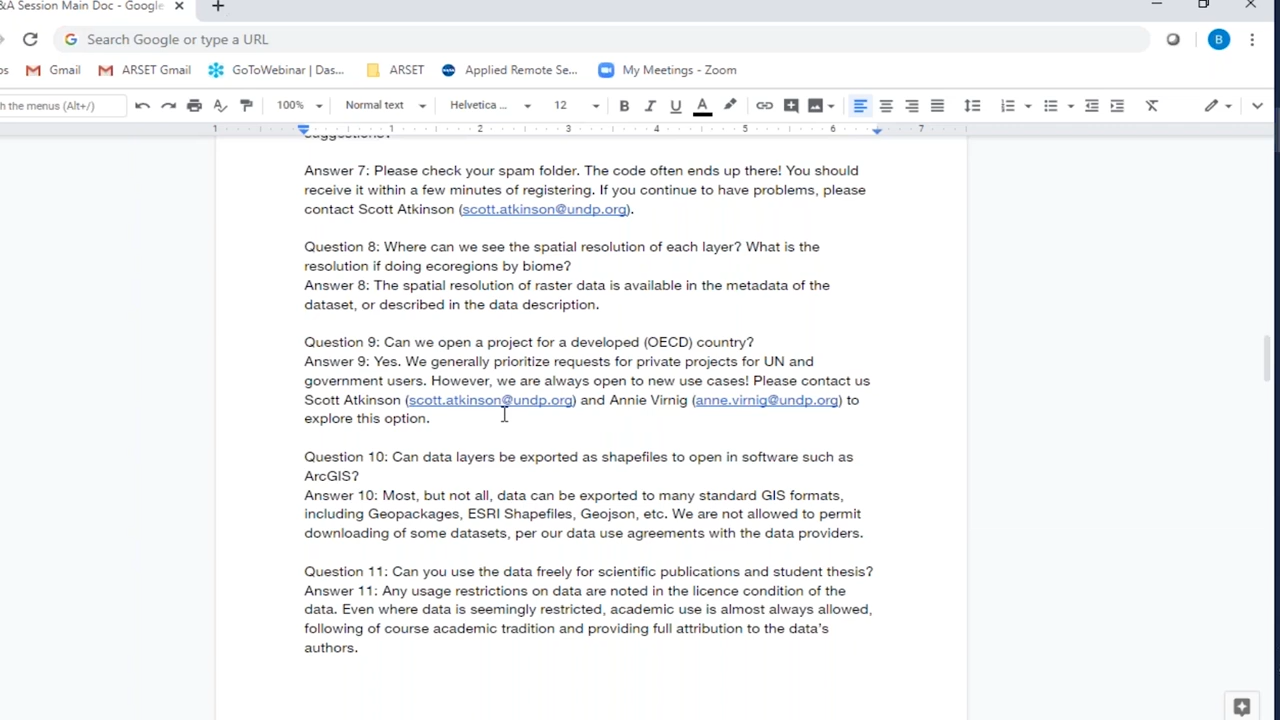 &A Session Main Doc - Google
Search Google or type a URL
B
ps
Gmail
ARSET Gmail
GoToWebinar | Das...
ARSET
Applied Remote Se...
My Meetings - Zoom
h the menus (Alt+/)
100%
Normal text
Helvetica ...
12
B I U A
1 1 2 3 4 5 6 7
suggestions?
Answer 7: Please check your spam folder. The code often ends up there! You should
receive it within a few minutes of registering. If you continue to have problems, please
contact Scott Atkinson (scott.atkinson@undp.org).
Question 8: Where can we see the spatial resolution of each layer? What is the
resolution if doing ecoregions by biome?
Answer 8: The spatial resolution of raster data is available in the metadata of the
dataset, or described in the data description.
Question 9: Can we open a project for a developed (OECD) country?
Answer 9: Yes. We generally prioritize requests for private projects for UN and
government users. However, we are always open to new use cases! Please contact us
Scott Atkinson (scott.atkinson@undp.org) and Annie Virnig (anne.virnig@undp.org) to
explore this option.
Question 10: Can data layers be exported as shapefiles to open in software such as
ArcGIS?
Answer 10: Most, but not all, data can be exported to many standard GIS formats,
including Geopackages, ESRI Shapefiles, Geojson, etc. We are not allowed to permit
downloading of some datasets, per our data use agreements with the data providers.
Question 11: Can you use the data freely for scientific publications and student thesis?
Answer 11: Any usage restrictions on data are noted in the licence condition of the
data. Even where data is seemingly restricted, academic use is almost always allowed,
following of course academic tradition and providing full attribution to the data's
authors.